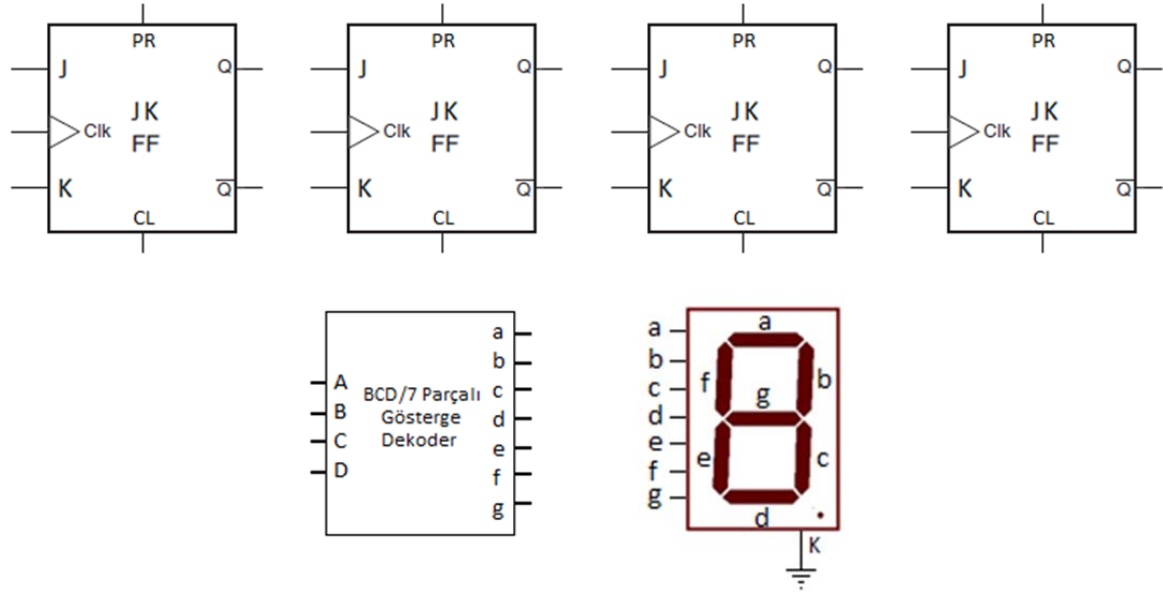 PR PR PR PR
J Q J Q J Q J Q
JK JK JK JK
Clk Clk Clk Clk
FF FF FF FF
K Q̅ K Q̅ K Q̅ K Q̅
CL CL CL CL
a
b
A
BCD/7 Parçalı c
B
Gösterge d
C
Dekoder e
D
f
g
a a
b
c f b
d g
e
f e c
g
d
K